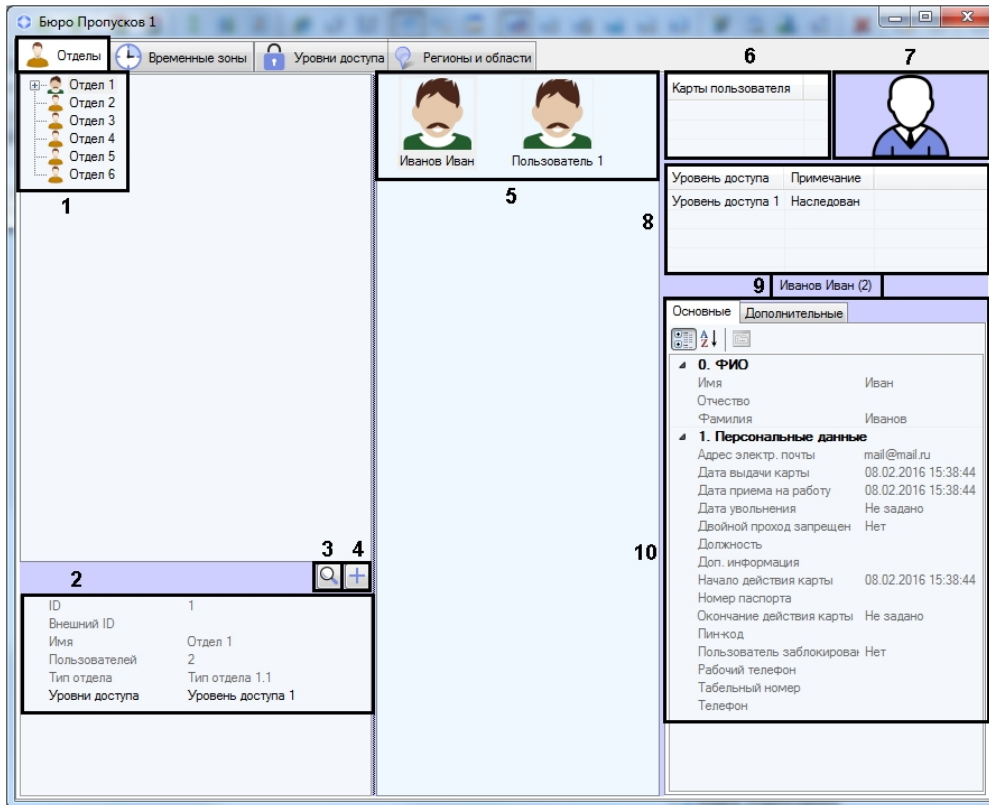 Бюро Пропусков 1
Отделы Временные зоны Уровни доступа Регионы и области
6 7
Отдел 1
Отдел 2
Отдел 3
Отдел 4
Отдел 5
Отдел 6
1
Иванов Иван Пользователь 1
5
Карты пользователя
Уровень доступа Примечание
Уровень доступа 1 Наследован
8
9 Иванов Иван (2)
Основные Дополнительные
0. ФИО
Имя Иван
Отчество
Фамилия Иванов
1. Персональные данные
Адрес электр. почты mail@mail.ru
Дата выдачи карты 08.02.2016 15:38:44
Дата приема на работу 08.02.2016 15:38:44
Дата увольнения Не задано
Двойной проход запрещен Нет
Должность
Доп. информация
Начало действия карты 08.02.2016 15:38:44
Номер паспорта
Окончание действия карты Не задано
Пин-код
Пользователь заблокирован Нет
Рабочий телефон
Табельный номер
Телефон
10
3 4
2
ID 1
Внешний ID
Имя Отдел 1
Пользователей 2
Тип отдела Тип отдела 1.1
Уровни доступа Уровень доступа 1